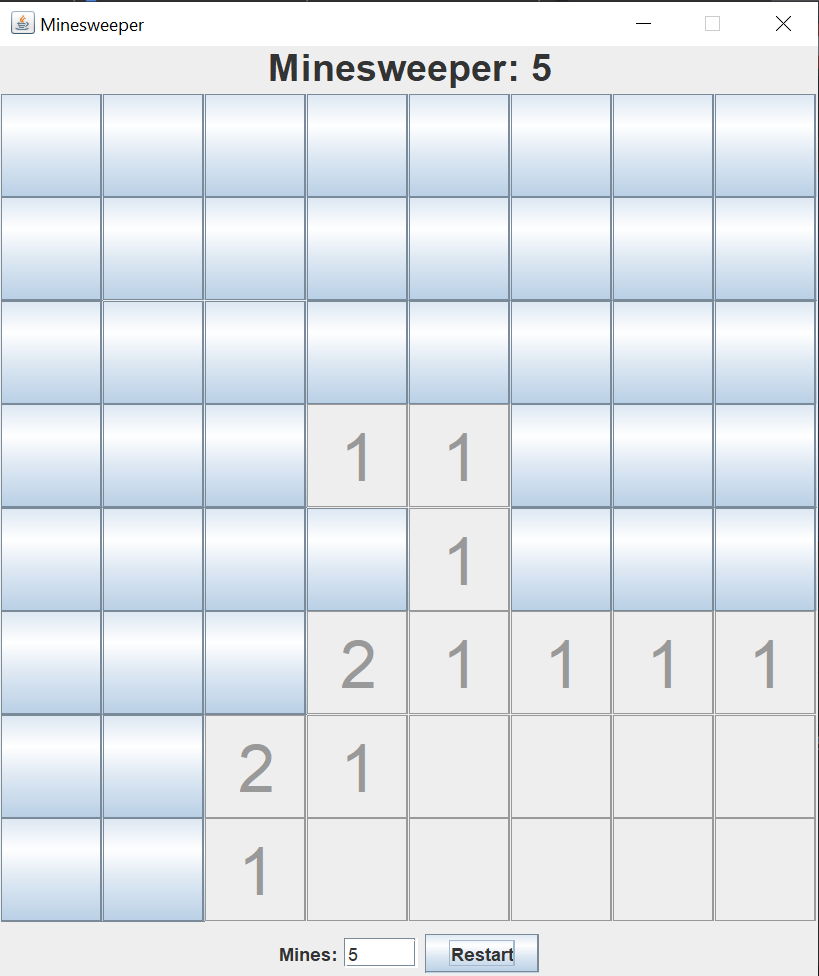 Minesweeper
Minesweeper: 5
1 1
1
2 1 1 1 1
2 1
1
Mines: 5 Restart